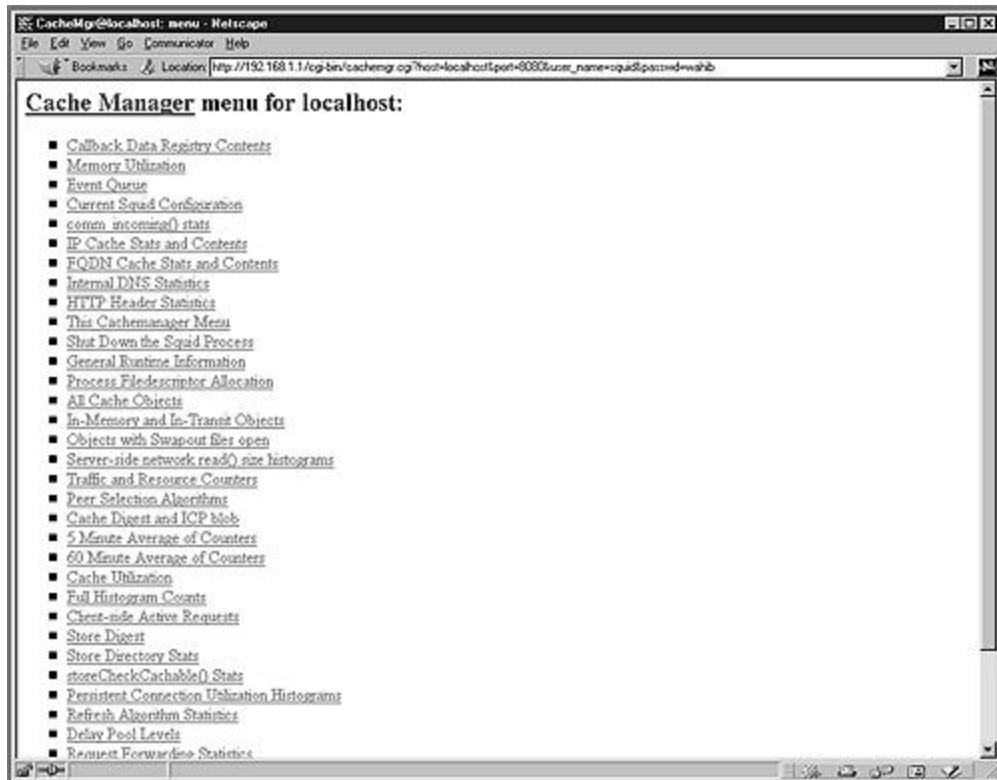 CacheMgr@localhost: menu - Netscape
File Edit View Go Communicator Help
Bookmarks Location: http://192.168.1.1/cgi-bin/cachemgr.cgi?host=localhost&port=8080&user_name=squid&passwd=wahib
Cache Manager menu for localhost:
Callback Data Registry Contents
Memory Utilization
Event Queue
Current Squid Configuration
comm_incoming() stats
IP Cache Stats and Contents
FQDN Cache Stats and Contents
Internal DNS Statistics
HTTP Header Statistics
This Cachemanager Menu
Shut Down the Squid Process
General Runtime Information
Process Filedescriptor Allocation
All Cache Objects
In-Memory and In-Transit Objects
Objects with Swapout files open
Server-side network read() size histograms
Traffic and Resource Counters
Peer Selection Algorithms
Cache Digest and ICP blob
5 Minute Average of Counters
60 Minute Average of Counters
Cache Utilization
Full Histogram Counts
Client-side Active Requests
Store Digest
Store Directory Stats
storeCheckCachable() Stats
Persistent Connection Utilization Histograms
Refresh Algorithm Statistics
Delay Pool Levels
Request Forwarding Statistics